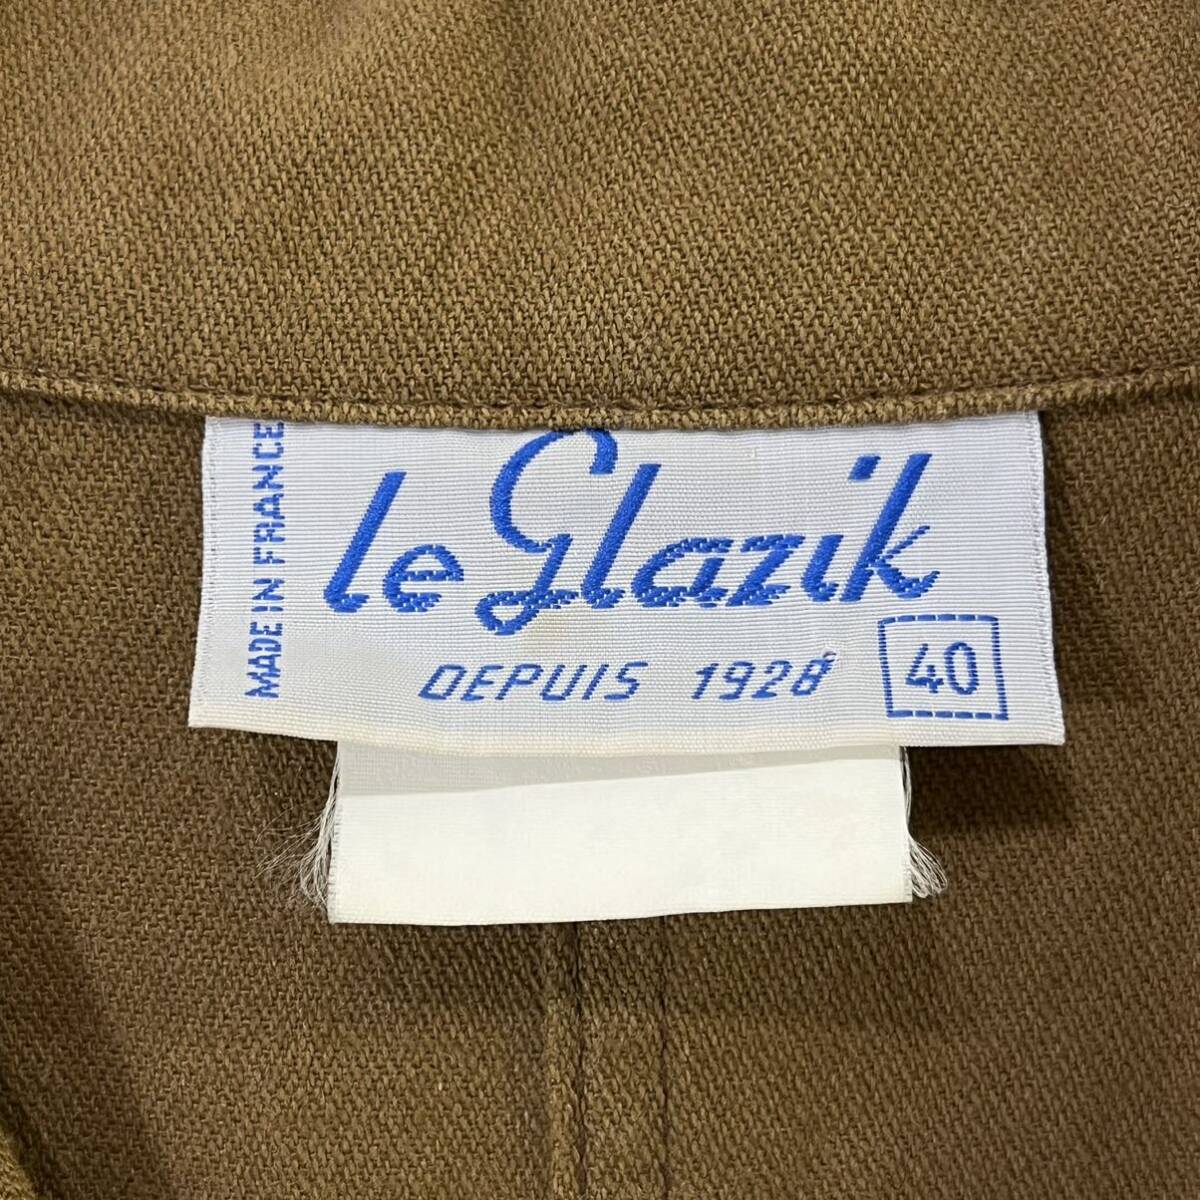 MADE IN FRANCE
le Glazik
DEPUIS 1928
40